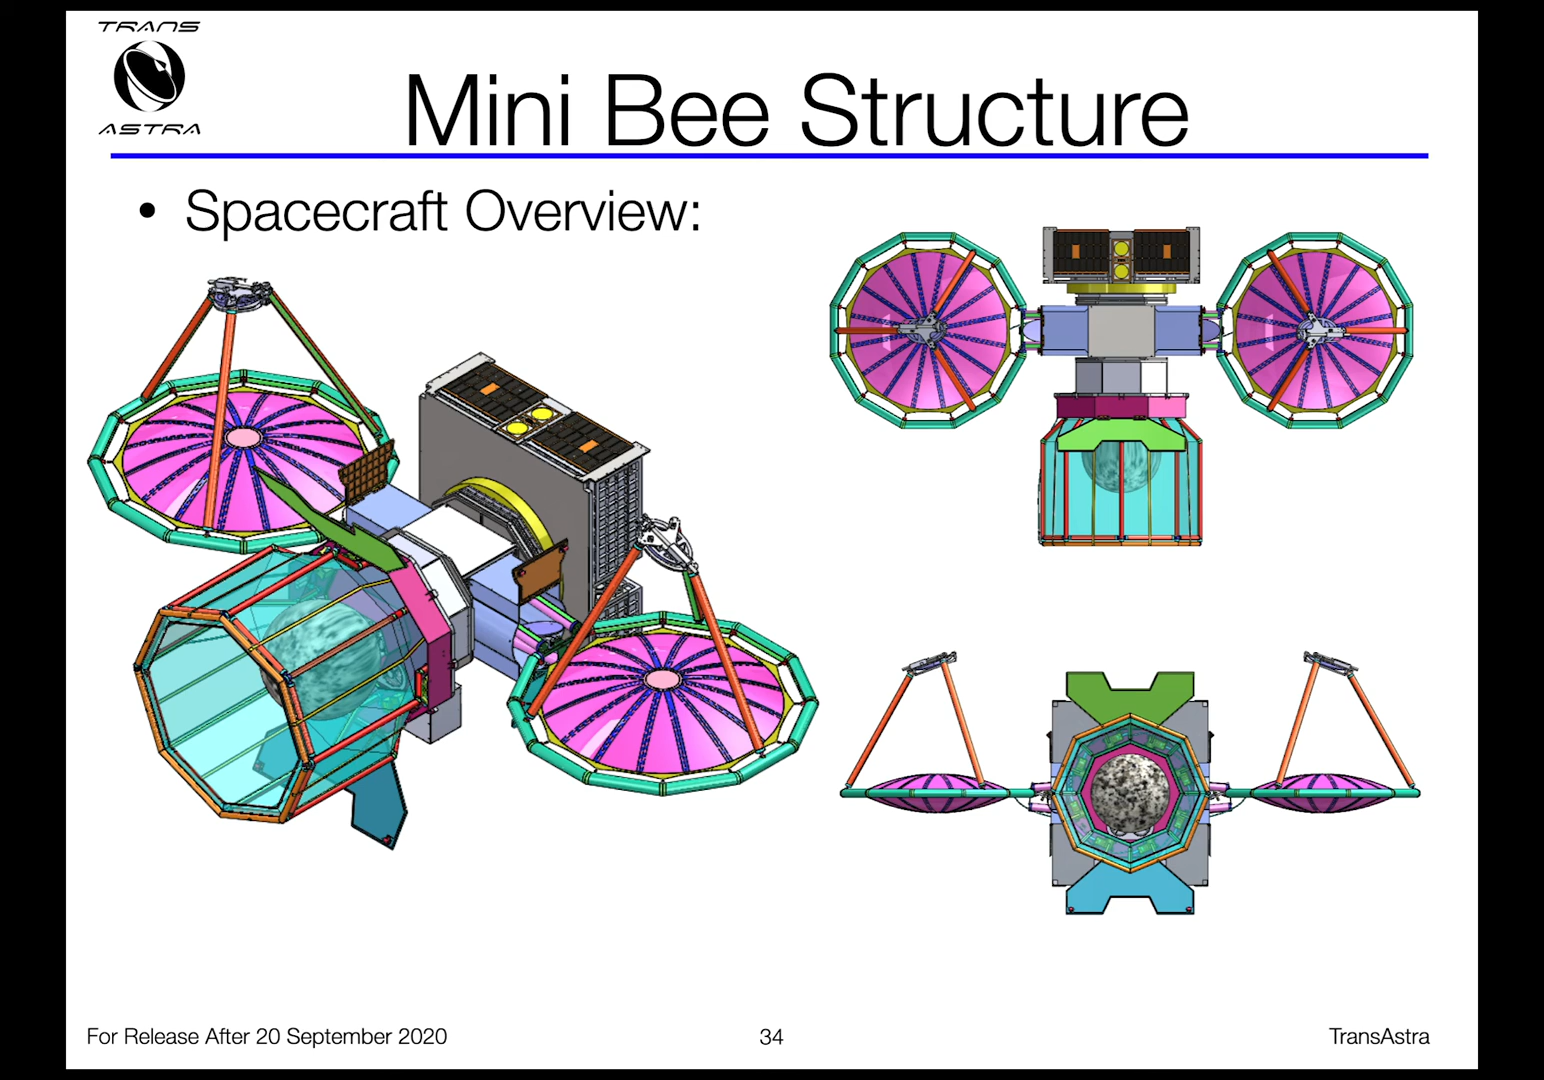 TRANS
ASTRA
Mini Bee Structure
• Spacecraft Overview:
For Release After 20 September 2020
34
TransAstra